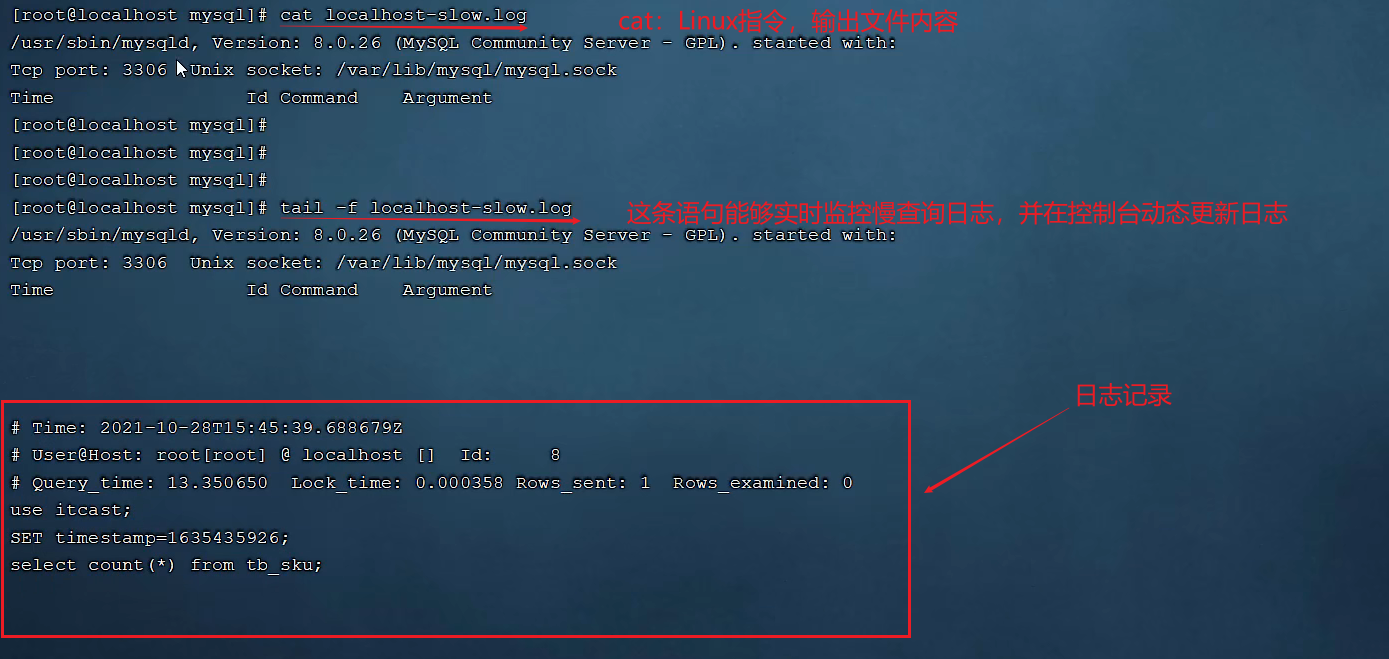 [root@localhost mysql]# cat localhost-slow.log
cat：Linux指令，输出文件内容
/usr/sbin/mysqld, Version: 8.0.26 (MySQL Community Server - GPL). started with:
Tcp port: 3306  Unix socket: /var/lib/mysql/mysql.sock
Time                 Id Command    Argument
[root@localhost mysql]#
[root@localhost mysql]#
[root@localhost mysql]#
[root@localhost mysql]# tail -f localhost-slow.log
这条语句能够实时监控慢查询日志，并在控制台动态更新日志
/usr/sbin/mysqld, Version: 8.0.26 (MySQL Community Server - GPL). started with:
Tcp port: 3306  Unix socket: /var/lib/mysql/mysql.sock
Time                 Id Command    Argument
日志记录
# Time: 2021-10-28T15:45:39.688679Z
# User@Host: root[root] @ localhost []  Id:     8
# Query_time: 13.350650  Lock_time: 0.000358 Rows_sent: 1  Rows_examined: 0
use itcast;
SET timestamp=1635435926;
select count(*) from tb_sku;